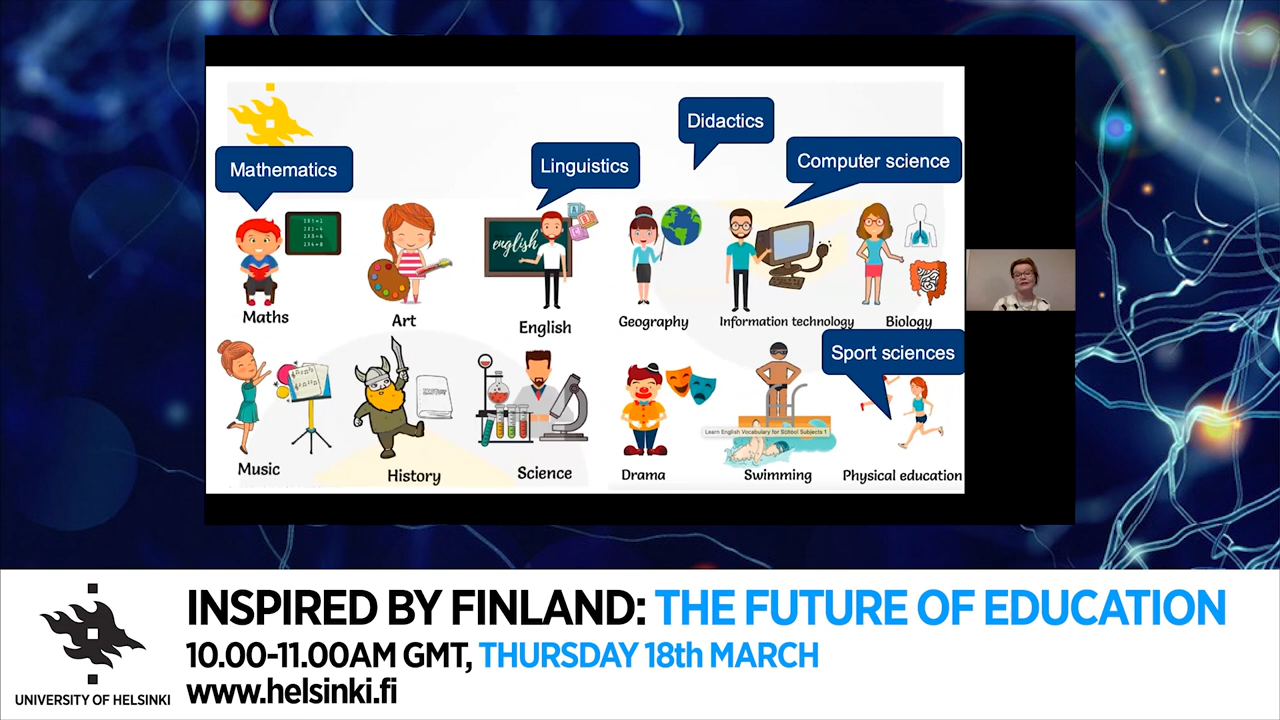 Didactics
Mathematics
Linguistics
Computer science
english
Maths
Art
English
Geography
Information technology
Biology
Sport sciences
Learn English Vocabulary for School Subjects 1
Music
History
Science
Drama
Swimming
Physical education
INSPIRED BY FINLAND: THE FUTURE OF EDUCATION
10.00-11.00AM GMT, THURSDAY 18th MARCH
www.helsinki.fi
UNIVERSITY OF HELSINKI